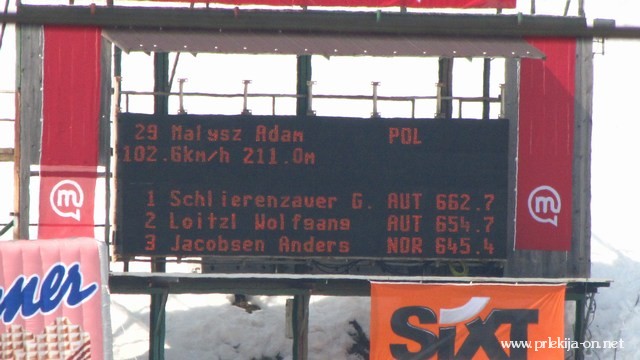 29 Malysz Adam POL
102.6km/h 211.0m
1 Schlierenzauer G. AUT 662.7
2 Loitzl Wolfgang AUT 654.7
3 Jacobsen Anders NOR 645.4
m
m
ner
SIXT
www.prlekija-on.net